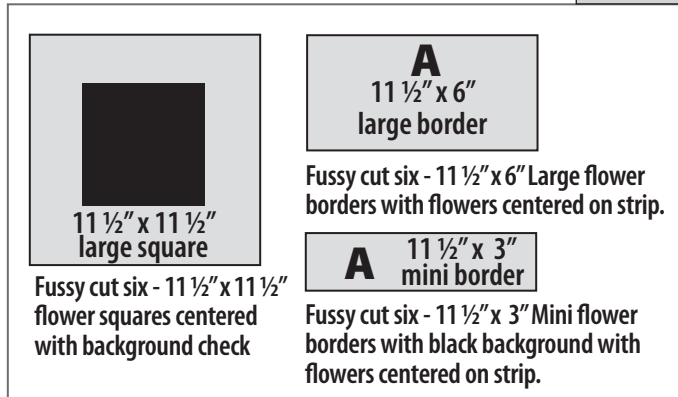 11 ½” x 11 ½”
large square
Fussy cut six - 11 ½” x 11 ½”
flower squares centered
with background check
A
11 ½” x 6”
large border
Fussy cut six - 11 ½” x 6” Large flower
borders with flowers centered on strip.
A
11 ½” x 3”
mini border
Fussy cut six - 11 ½” x 3” Mini flower
borders with black background with
flowers centered on strip.